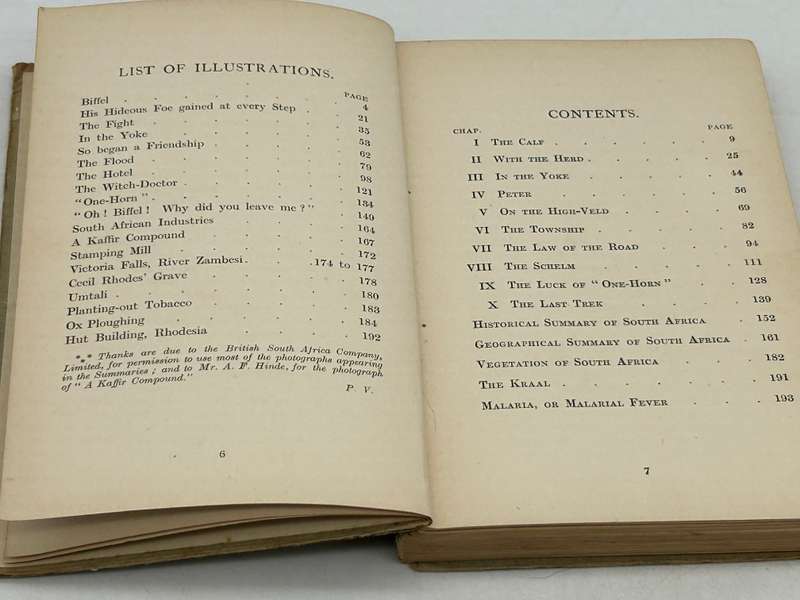 LIST OF ILLUSTRATIONS.
PAGE
Biffel . . . . . . . 4
His Hideous Foe gained at every Step . . 21
The Fight . . . . . . 35
In the Yoke . . . . . . 53
So began a Friendship . . . . 62
The Flood . . . . . . 79
The Hotel . . . . . . 98
The Witch-Doctor . . . . . 121
"One-Horn" . . . . . . 134
"Oh! Biffel! Why did you leave me?" . . 149
South African Industries . . . . 164
A Kaffir Compound . . . . . 167
Stamping Mill . . . . . 172
Victoria Falls, River Zambesi . . . 174 to 177
Cecil Rhodes' Grave . . . . . 178
Umtali . . . . . . . 180
Planting-out Tobacco . . . . 183
Ox Ploughing . . . . . 184
Hut Building, Rhodesia . . . . 192
*** Thanks are due to the British South Africa Company,
Limited, for permission to use most of the photographs appearing
in the Summaries; and to Mr. A. F. Hinde, for the photograph
of "A Kaffir Compound."
P. V.
6
CONTENTS.
CHAP. PAGE
I The Calf . . . . . 9
II With the Herd . . . . 25
III In the Yoke . . . . . 44
IV Peter . . . . . . 56
V On the High-Veld . . . . 69
VI The Township . . . . . 82
VII The Law of the Road . . . 94
VIII The Schelm . . . . . 111
IX The Luck of "One-Horn" . . . 128
X The Last Trek . . . . 139
Historical Summary of South Africa . . 152
Geographical Summary of South Africa . 161
Vegetation of South Africa . . . 182
The Kraal . . . . . . 191
Malaria, or Malarial Fever . . . 193
7